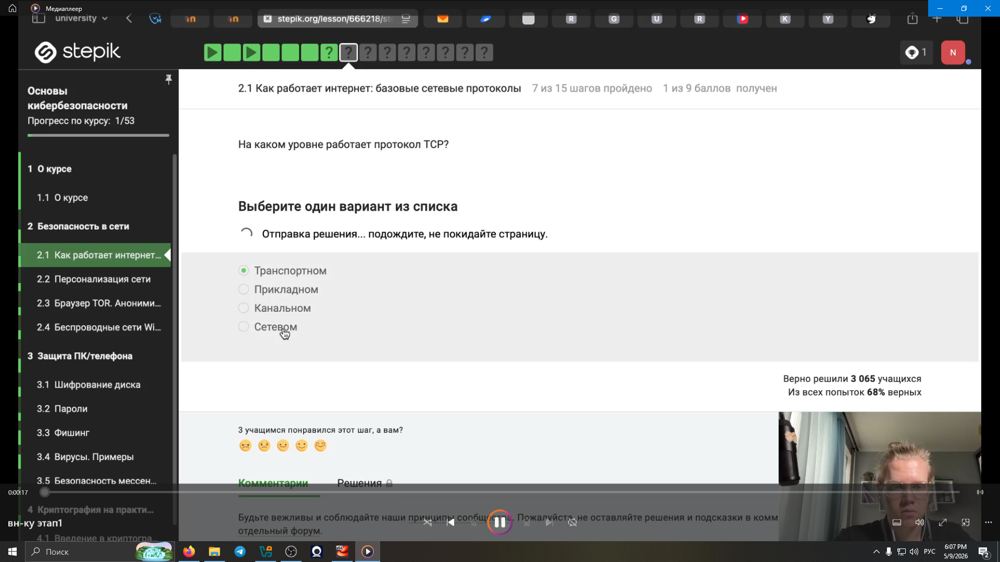 Медиаплеер
university
stepik.org/lesson/666218/st
R
G
U
R
K
Y
stepik
? ? ? ? ? ? ? ? ?
1
N
Основы
кибербезопасности
Прогресс по курсу: 1/53
1 О курсе
1.1 О курсе
2 Безопасность в сети
2.1 Как работает интернет...
2.2 Персонализация сети
2.3 Браузер TOR. Аноними...
2.4 Беспроводные сети Wi...
3 Защита ПК/телефона
3.1 Шифрование диска
3.2 Пароли
3.3 Фишинг
3.4 Вирусы. Примеры
3.5 Безопасность мессен...
4 Криптография на практи...
4.1 Введение в криптогра...
2.1 Как работает интернет: базовые сетевые протоколы 7 из 15 шагов пройдено 1 из 9 баллов получен
На каком уровне работает протокол TCP?
Выберите один вариант из списка
Отправка решения... подождите, не покидайте страницу.
Транспортном
Прикладном
Канальном
Сетевом
Верно решили 3 065 учащихся
Из всех попыток 68% верных
3 учащимся понравился этот шаг, а вам?
Комментарии
Решения
Будьте вежливы и соблюдайте наши принципы сообщества. Пожалуйста, не оставляйте решения и подсказки в комм
отдельный форум.
0:00:17
вн-ку этап1
10
30
Поиск
x64
РУС
6:07 PM
5/9/2026
2